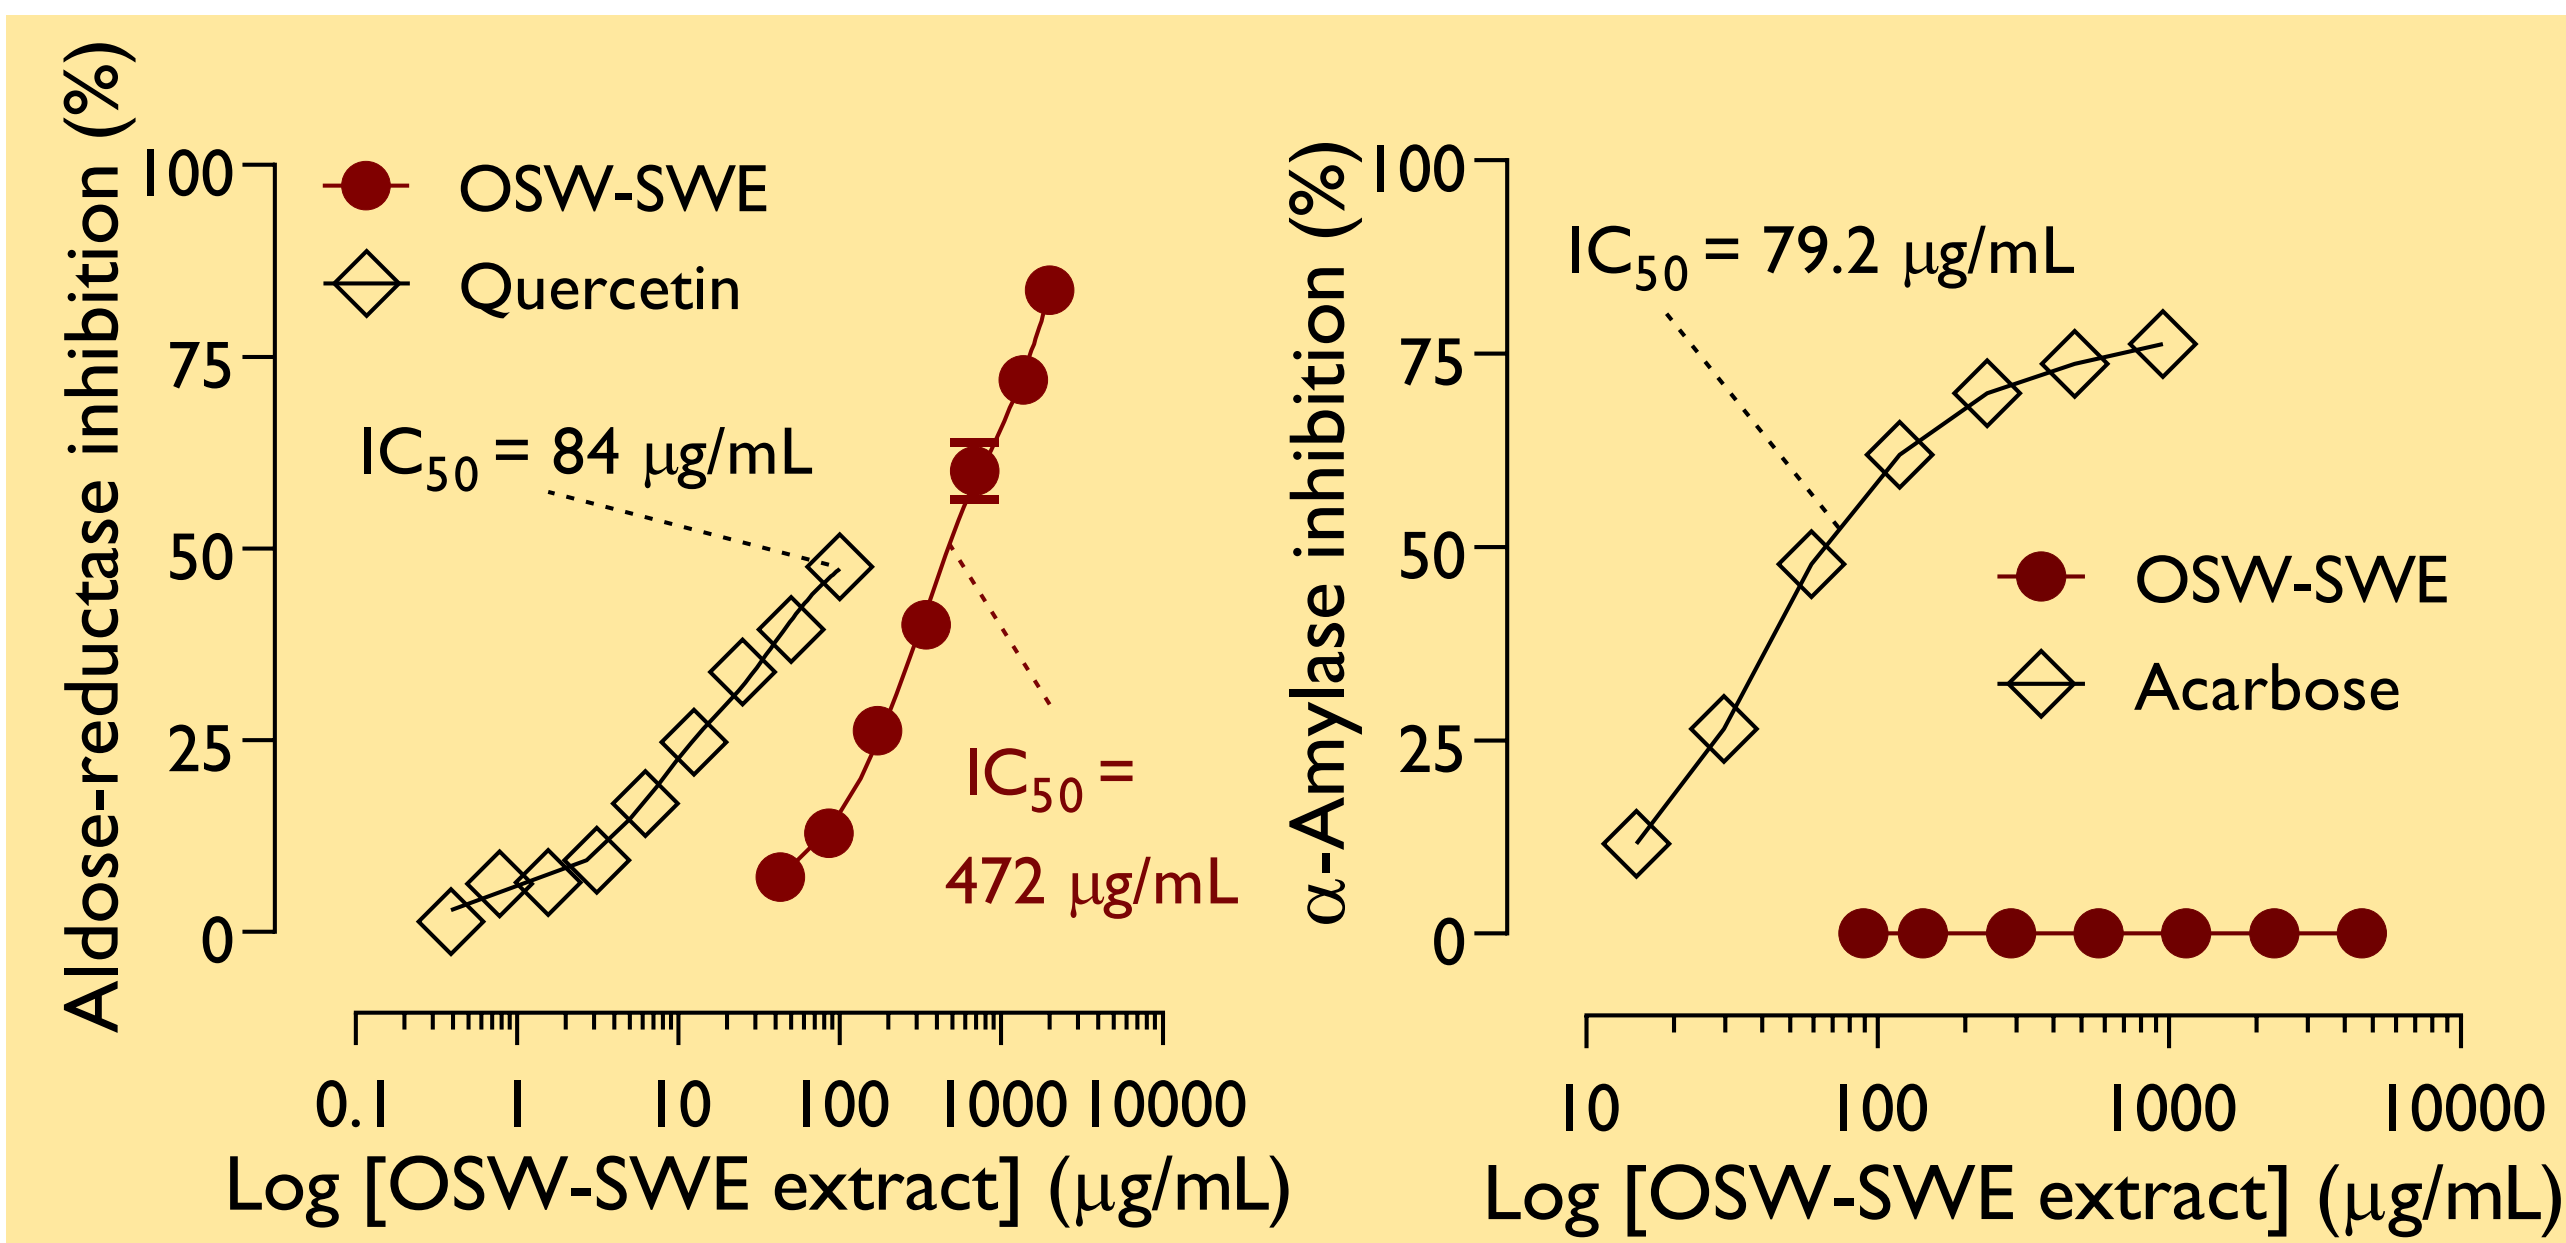 Aldose-reductase inhibition (%)
100
75
50
25
0
OSW-SWE
Quercetin
IC50 = 84 μg/mL
IC50 =
472 μg/mL
0.1 1 10 100 1000 10000
Log [OSW-SWE extract] (μg/mL)
α-Amylase inhibition (%)
100
75
50
25
0
IC50 = 79.2 μg/mL
OSW-SWE
Acarbose
10 100 1000 10000
Log [OSW-SWE extract] (μg/mL)